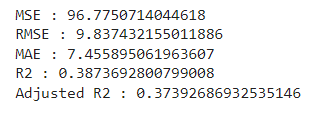 MSE : 96.7750714044618
RMSE : 9.837432155011886
MAE : 7.455895061963607
R2 : 0.3873692800799008
Adjusted R2 : 0.37392686932535146